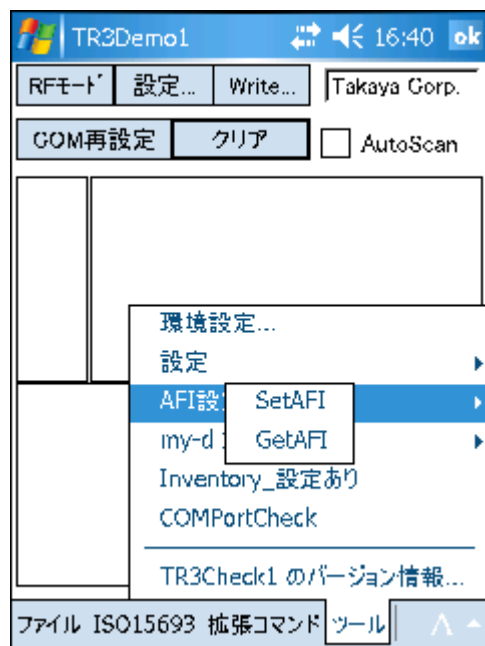 TR3Demo1 16:40 ok
RFモード 設定... Write... Takaya Corp.
COM再設定 クリア AutoScan
環境設定...
設定
AFI設 SetAFI
my-d GetAFI
Inventory_設定あり
COMPortCheck
TR3Check1 のバージョン情報...
ファイル ISO15693 拡張コマンド ツール